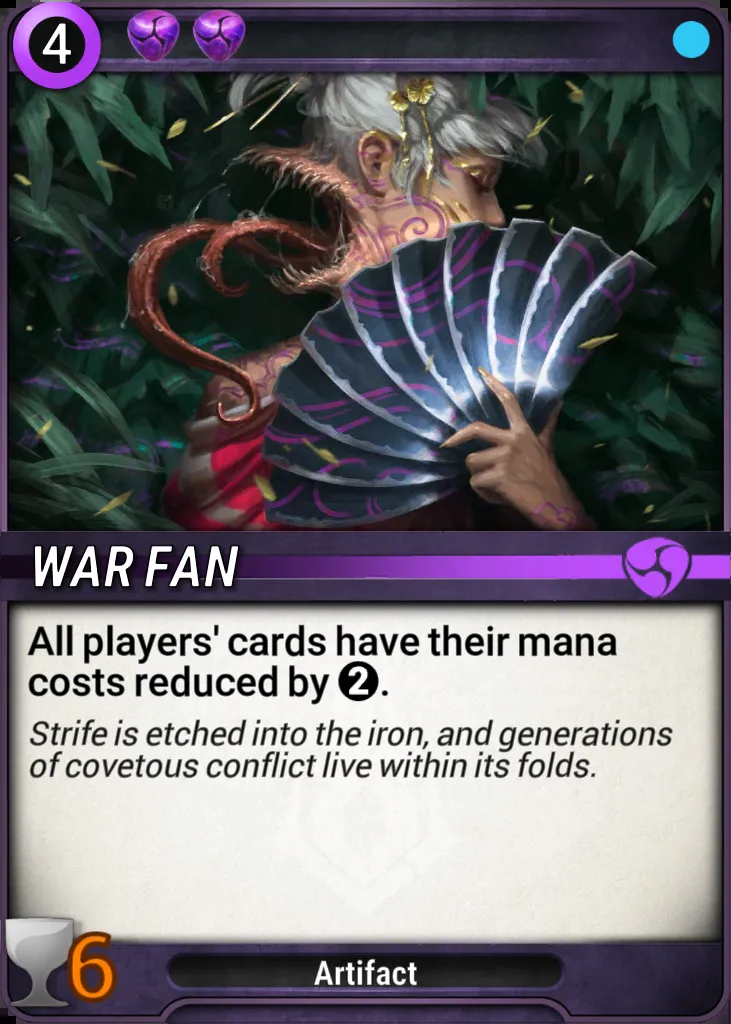 4
WAR FAN
All players' cards have their mana
costs reduced by 2.
Strife is etched into the iron, and generations
of covetous conflict live within its folds.
6
Artifact